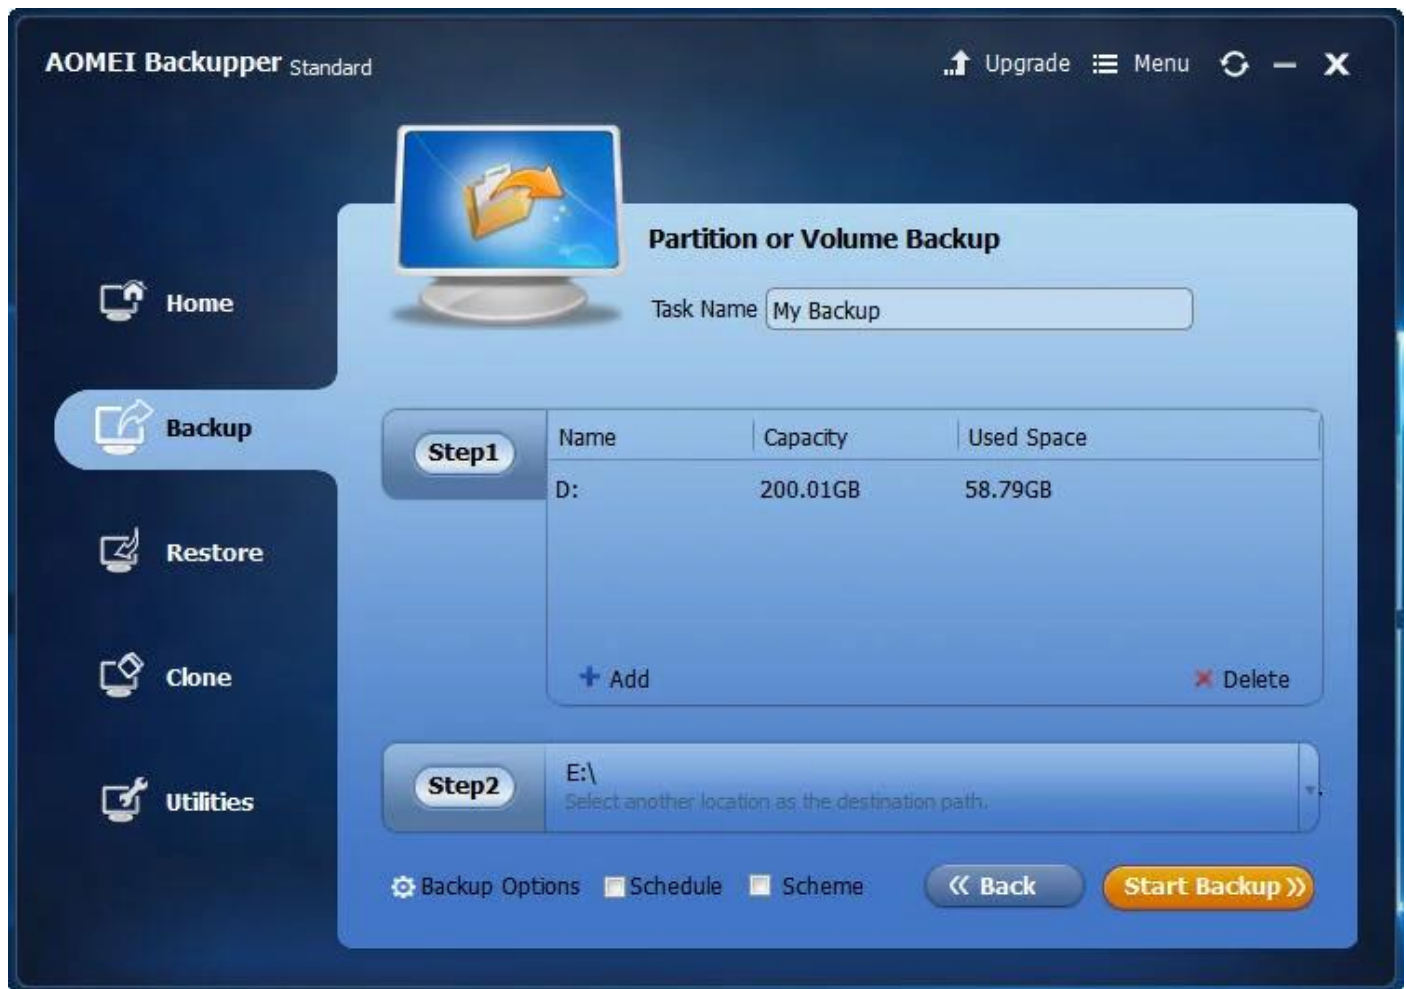 AOMEI Backupper Standard
Upgrade Menu
Partition or Volume Backup
Task Name My Backup
Home
Backup
Restore
Clone
Utilities
Step1
Name Capacity Used Space
D: 200.01GB 58.79GB
Add Delete
Step2
E:\
Select another location as the destination path.
Backup Options Schedule Scheme
Back Start Backup